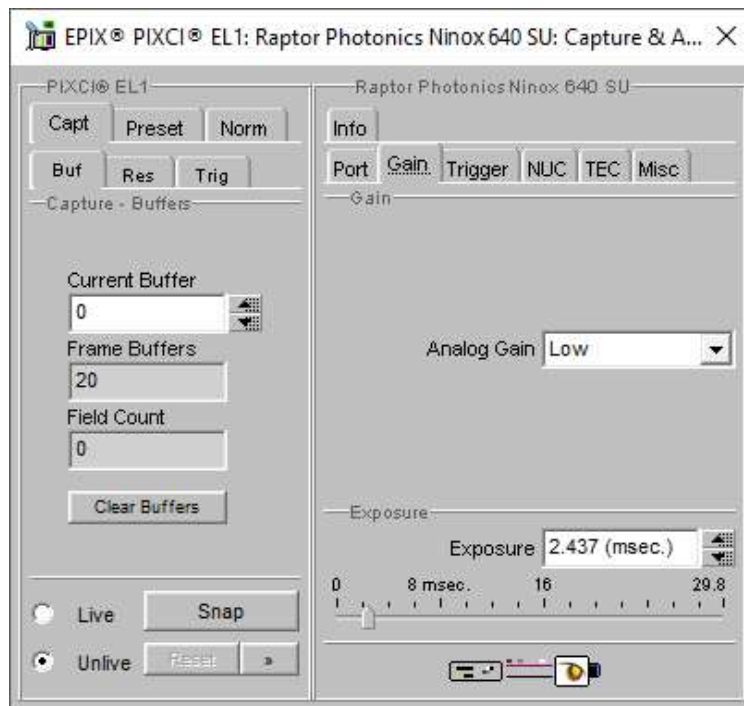 EPIX® PIXCI® EL1: Raptor Photonics Ninox 640 SU: Capture & A...
PIXCI® EL1
Capt Preset Norm
Buf Res Trig
Capture - Buffers
Current Buffer
0
Frame Buffers
20
Field Count
0
Clear Buffers
Live Snap
Unlive Reset »
Raptor Photonics Ninox 640 SU
Info
Port Gain Trigger NUC TEC Misc
Gain
Analog Gain Low
Exposure
Exposure 2.437 (msec.)
0 8 msec. 16 29.8